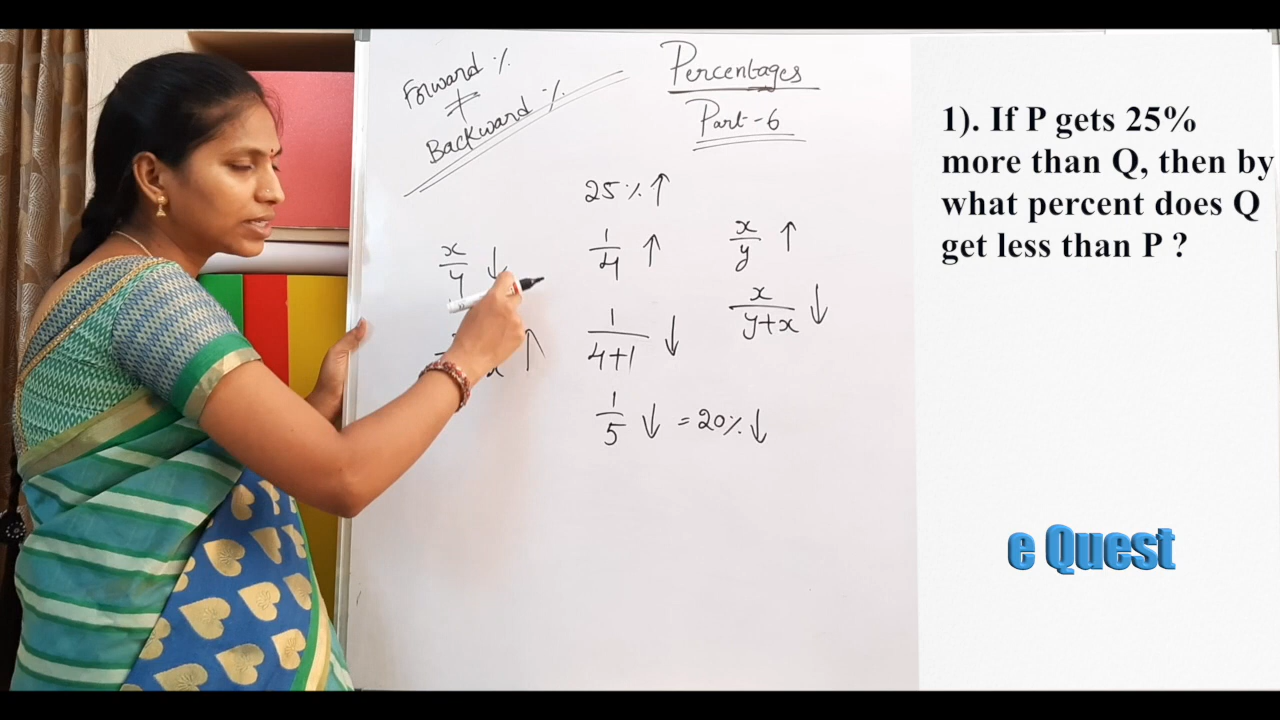 Forward %
≠
Backward %
Percentages
Part-6
25% ↑
1/4 ↑
1/(4+1) ↓
1/5 ↓ = 20% ↓
x/y ↑
x/(y+x) ↓
x/y ↓
↑
1). If P gets 25%
more than Q, then by
what percent does Q
get less than P ?
e Quest